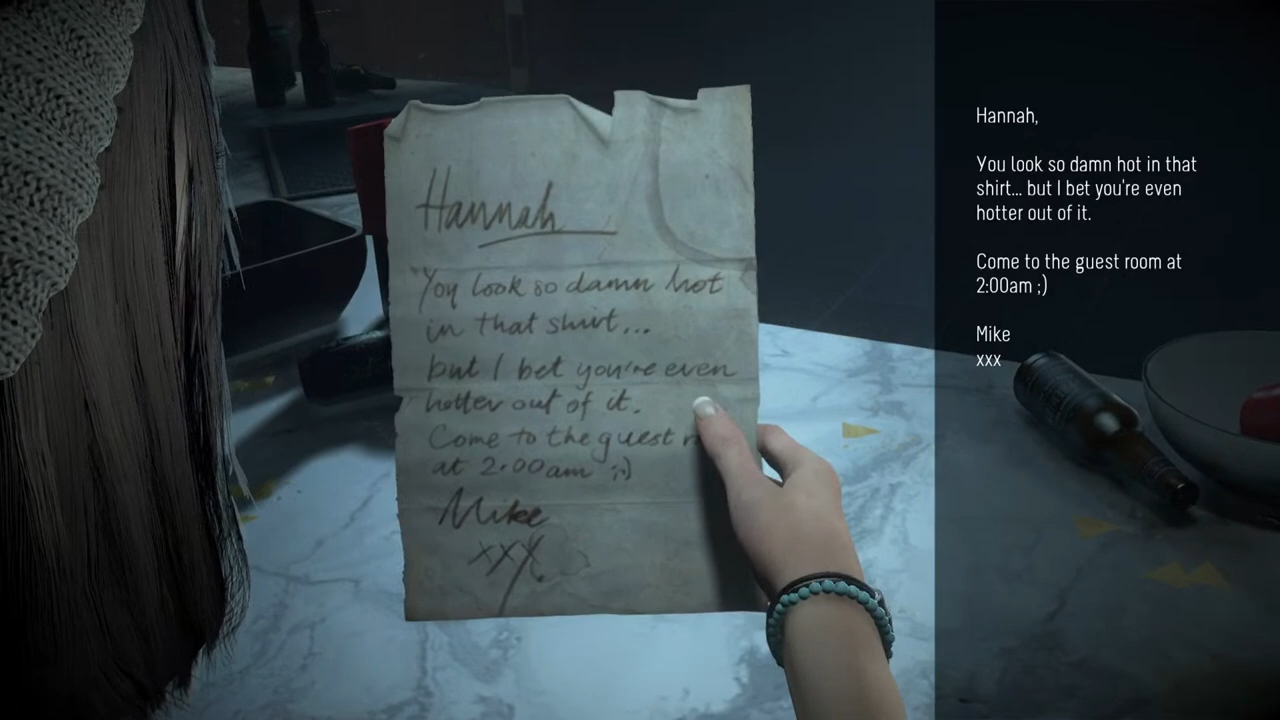 Hannah
You look so damn hot
in that shirt...
but I bet you're even
hotter out of it.
Come to the guest
at 2.00am ;)
Mike
xxx
Hannah,
You look so damn hot in that
shirt... but I bet you're even
hotter out of it.
Come to the guest room at
2:00am ;)
Mike
xxx